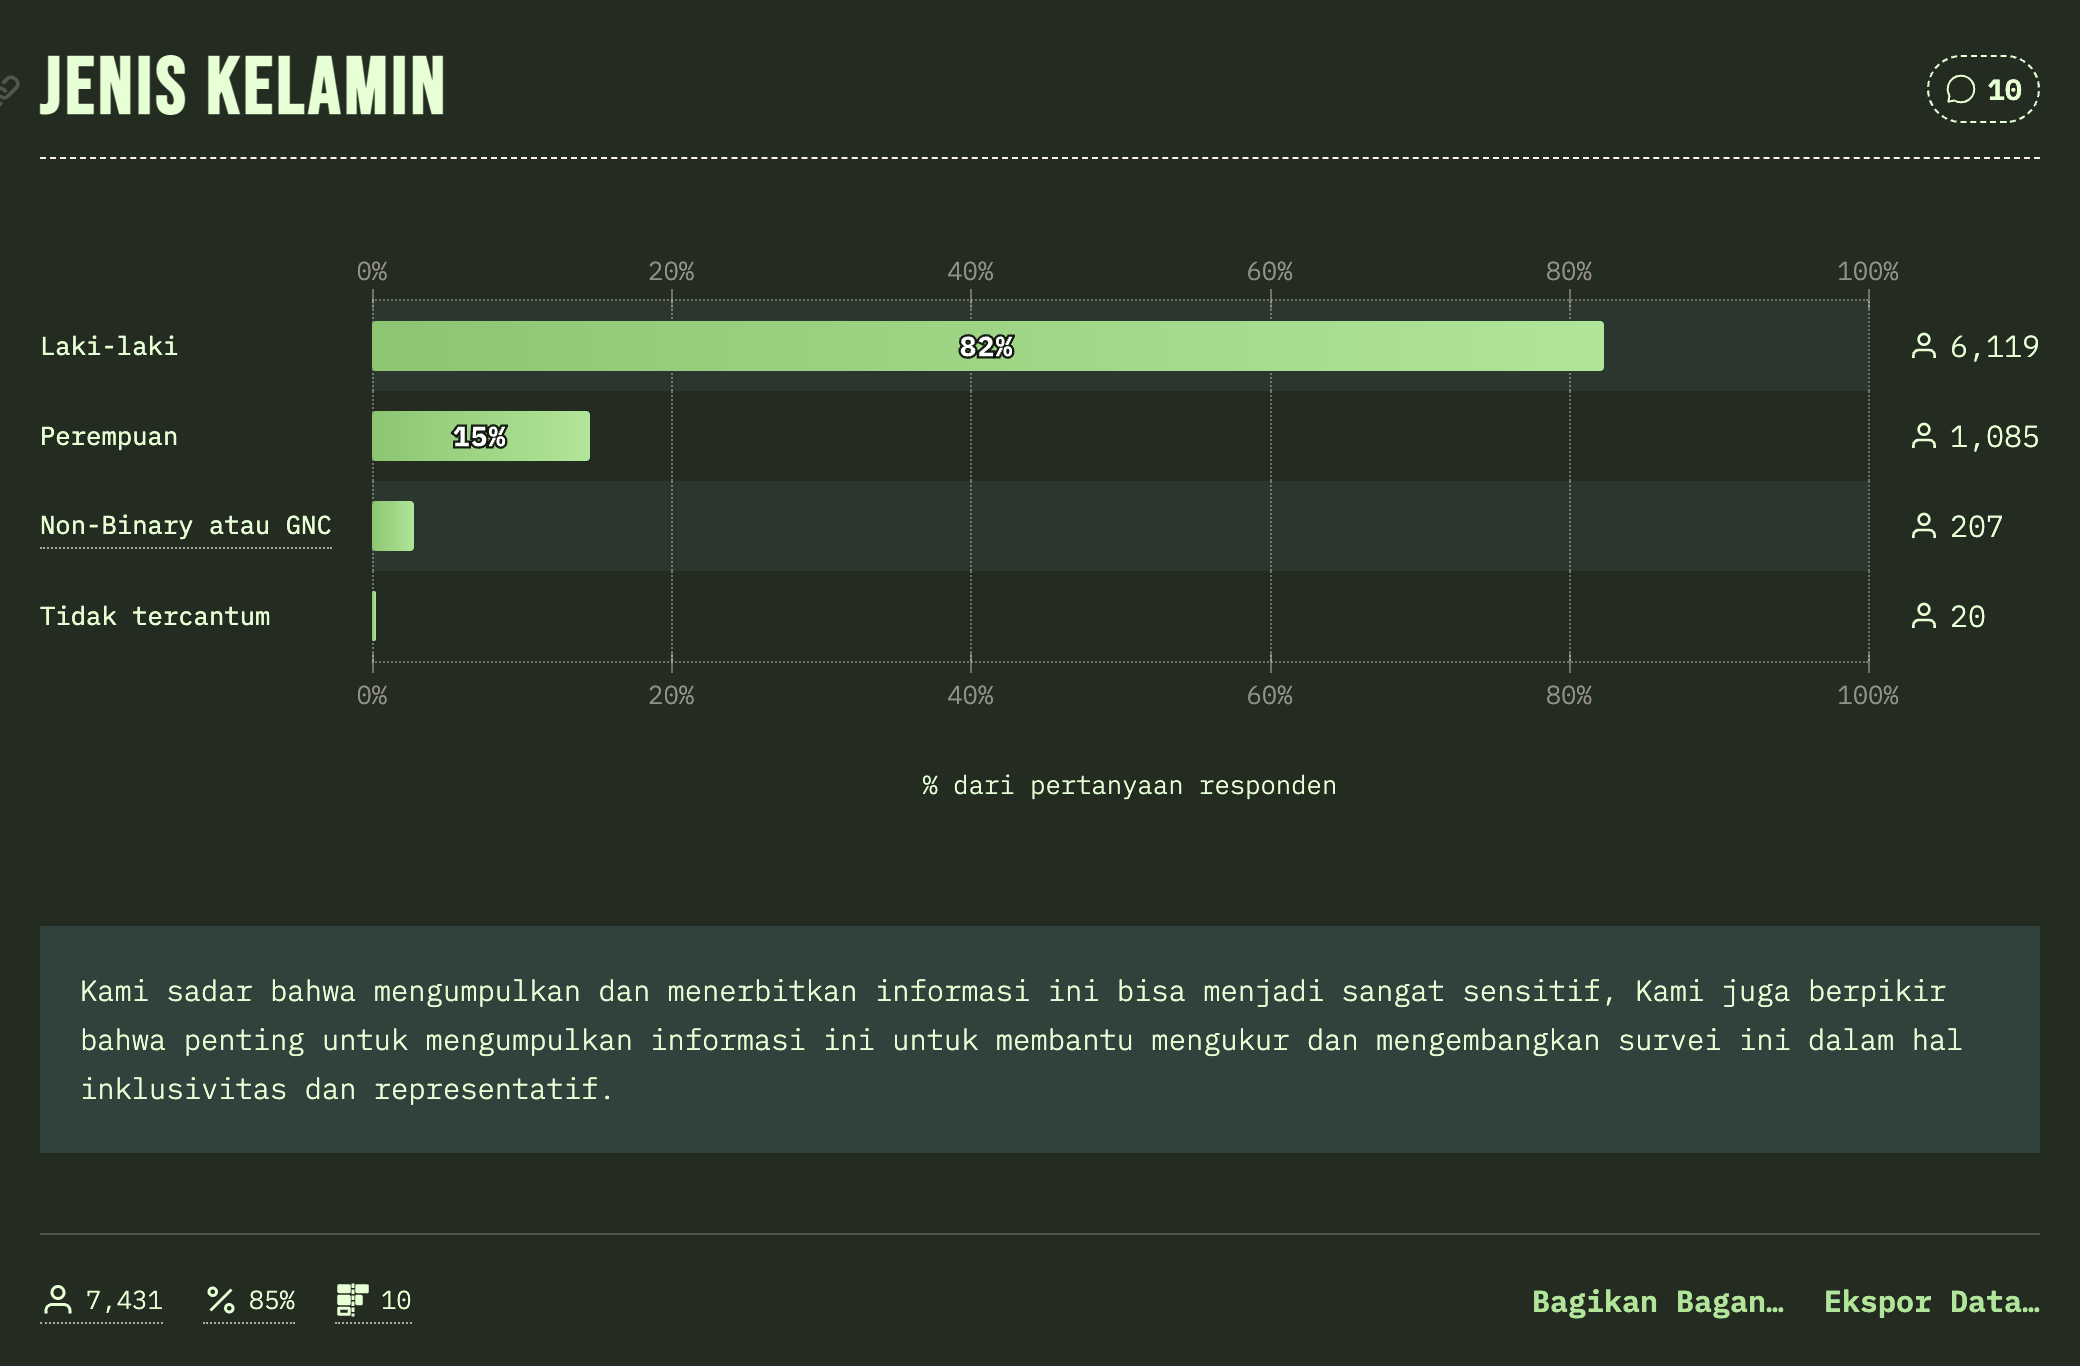 JENIS KELAMIN
10
0% 20% 40% 60% 80% 100%
Laki-laki 82% 6,119
Perempuan 15% 1,085
Non-Binary atau GNC 207
Tidak tercantum 20
0% 20% 40% 60% 80% 100%
% dari pertanyaan responden
Kami sadar bahwa mengumpulkan dan menerbitkan informasi ini bisa menjadi sangat sensitif, Kami juga berpikir
bahwa penting untuk mengumpulkan informasi ini untuk membantu mengukur dan mengembangkan survei ini dalam hal
inklusivitas dan representatif.
7,431 85% 10 Bagikan Bagan… Ekspor Data…